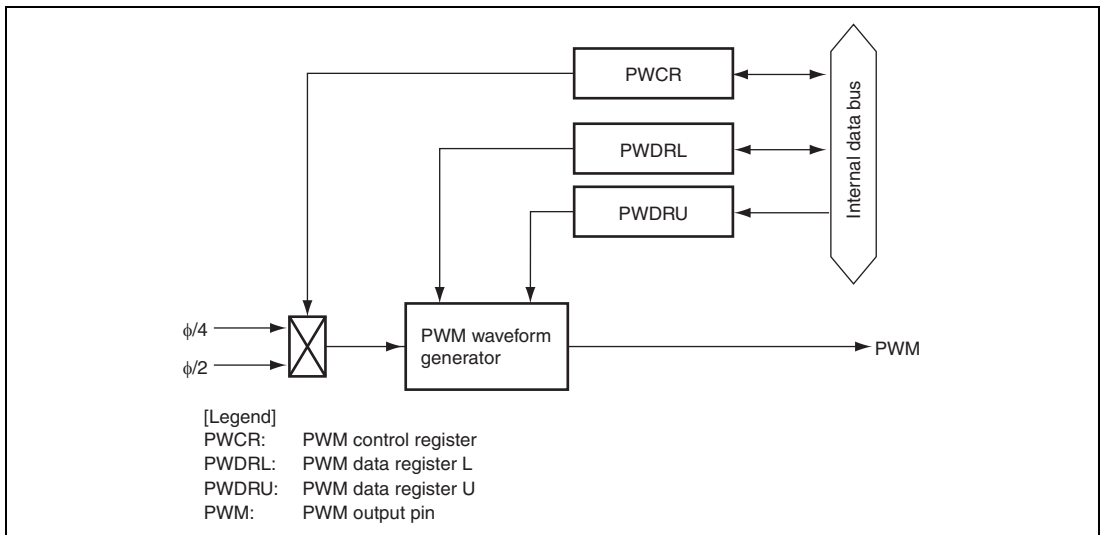 PWCR
PWDRL
PWDRU
Internal data bus
φ/4
φ/2
PWM waveform
generator
PWM
[Legend]
PWCR: PWM control register
PWDRL: PWM data register L
PWDRU: PWM data register U
PWM: PWM output pin